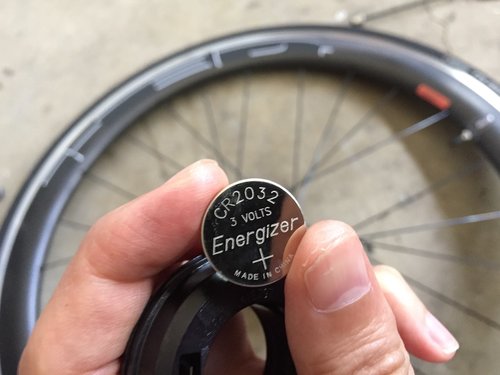 CR2032
3 VOLTS
Energizer
+
MADE IN CHINA